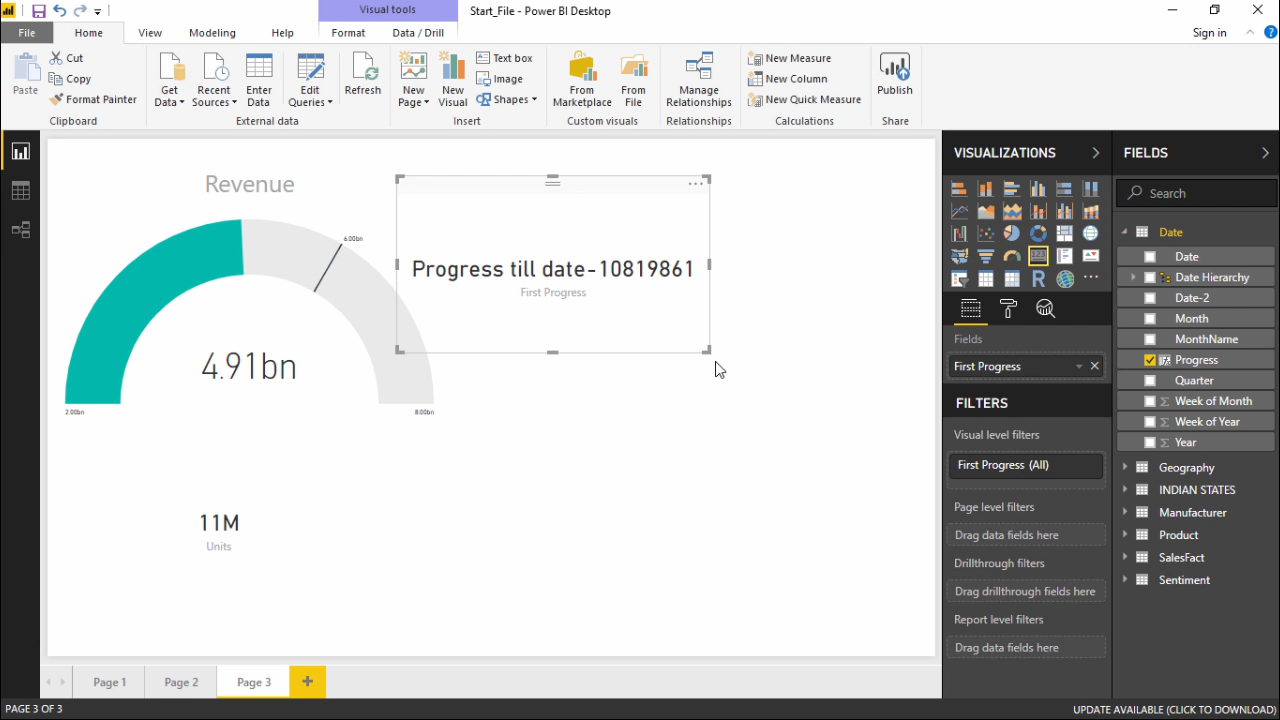 Visual tools
Start_File - Power BI Desktop
File
Home
View
Modeling
Help
Format
Data / Drill
Sign in
Paste
Cut
Copy
Format Painter
Clipboard
Get Data
Recent Sources
Enter Data
Edit Queries
Refresh
External data
New Page
New Visual
Text box
Image
Shapes
Insert
From Marketplace
From File
Custom visuals
Manage Relationships
Relationships
New Measure
New Column
New Quick Measure
Calculations
Publish
Share
Revenue
6.00bn
4.91bn
2.00bn
8.00bn
Progress till date-10819861
First Progress
11M
Units
VISUALIZATIONS
R
Fields
First Progress
FILTERS
Visual level filters
First Progress (All)
Page level filters
Drag data fields here
Drillthrough filters
Drag drillthrough fields here
Report level filters
Drag data fields here
FIELDS
Search
Date
Date
Date Hierarchy
Date-2
Month
MonthName
Progress
Quarter
Week of Month
Week of Year
Year
Geography
INDIAN STATES
Manufacturer
Product
SalesFact
Sentiment
Page 1
Page 2
Page 3
PAGE 3 OF 3
UPDATE AVAILABLE (CLICK TO DOWNLOAD)